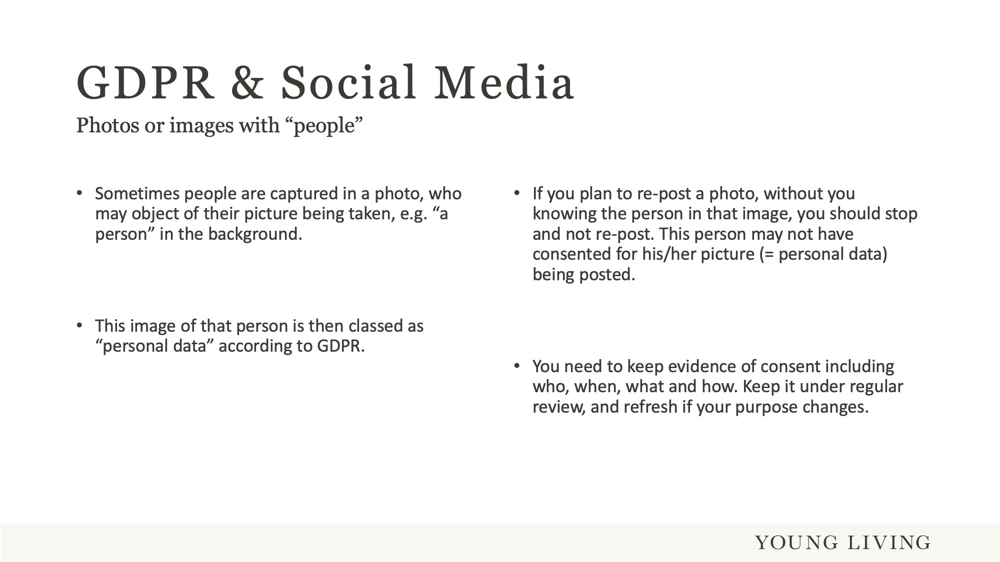 GDPR & Social Media
Photos or images with “people”
• Sometimes people are captured in a photo, who
may object of their picture being taken, e.g. “a
person” in the background.
• This image of that person is then classed as
“personal data” according to GDPR.
• If you plan to re-post a photo, without you
knowing the person in that image, you should stop
and not re-post. This person may not have
consented for his/her picture (= personal data)
being posted.
• You need to keep evidence of consent including
who, when, what and how. Keep it under regular
review, and refresh if your purpose changes.
YOUNG LIVING